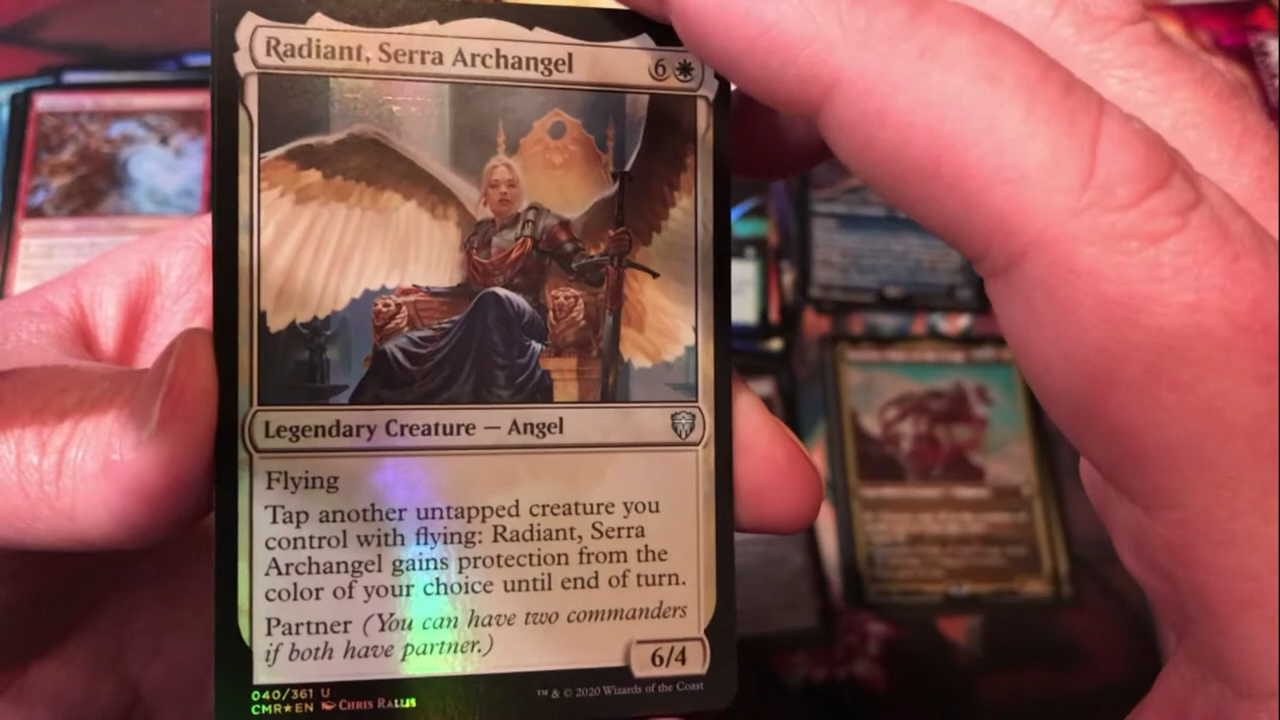 Radiant, Serra Archangel 6
Legendary Creature — Angel
Flying
Tap another untapped creature you
control with flying: Radiant, Serra
Archangel gains protection from the
color of your choice until end of turn.
Partner (You can have two commanders
if both have partner.)
6/4
040/361 U
CMR★EN Chris Rallis
™ & © 2020 Wizards of the Coast